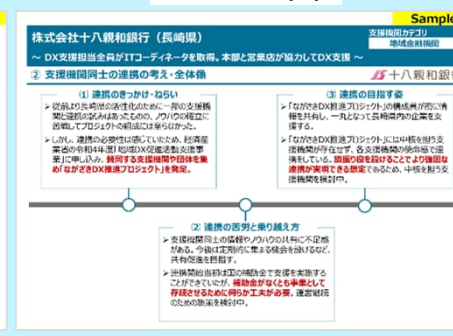 Sample
株式会社十八親和銀行（長崎県）
支援機関カテゴリ
地域金融機関
～ DX支援担当全員がITコーディネータを取得。本部と営業店が協力してDX支援 ～
② 支援機関同士の連携の考え・全体像
十八親和銀
(1) 連携のきっかけ・ねらい
➢ 従前より長崎県の活性化のために一部の支援機
関と連携の試みはあったものの、ノウハウの確立に
苦戦してプロジェクトの組成には至らなかった。
➢ しかし、連携の必要性は感じていたため、経済産
業省の令和4年度「地域DX促進活動支援事
業」に申し込み、賛同する支援機関や団体を集
め「ながさきDX推進プロジェクト」を発足。
(3) 連携の目指す姿
➢ 「ながさきDX推進プロジェクト」の構成員が密に情
報を共有し、一丸となって長崎県内の企業を支
援する。
➢ 「ながさきDX推進プロジェクト」には中核を担う支
援機関が存在せず、各支援機関の使命感で連
携をしている。旗振り役を設けることでより強固な
連携が実現できる想定であるため、中核を担う支
援機関を検討中。
(2) 連携の苦労と乗り越え方
➢ 支援機関同士の情報やノウハウの共有に不足感
がある。今後は定期的に集まる機会を設けるなど、
共有促進を目指す。
➢ 連携開始当初は国の補助金で支援を実施する
ことができていたが、補助金がなくとも事業として
存続させるために何らか工夫が必要。運営継続
のための施策を検討中。